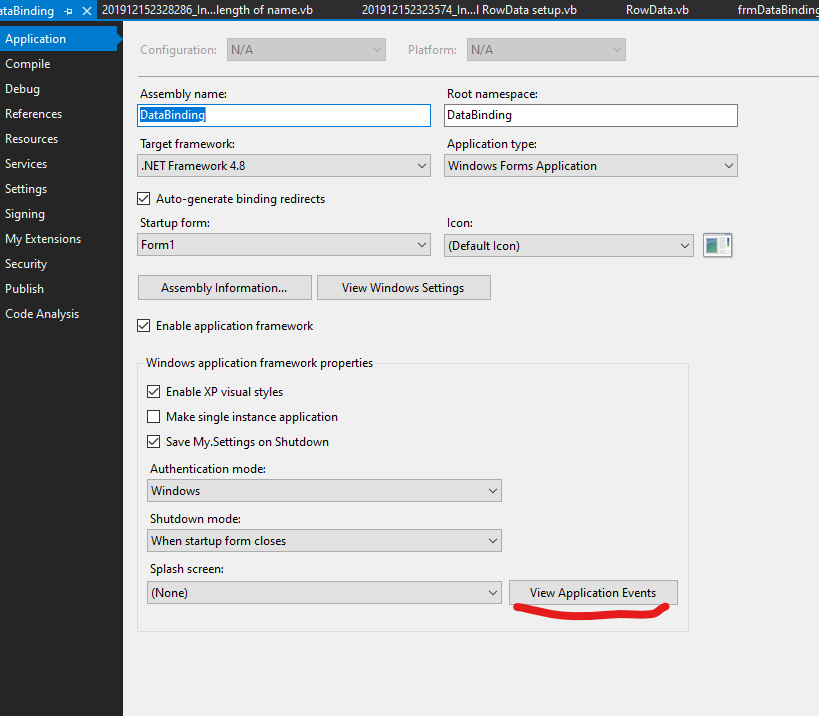 ataBinding
201912152328286_In...length of name.vb
201912152323574_In...l RowData setup.vb
RowData.vb
frmDataBinding
Application
Compile
Debug
References
Resources
Services
Settings
Signing
My Extensions
Security
Publish
Code Analysis
Configuration: N/A
Platform: N/A
Assembly name:
Root namespace:
DataBinding
DataBinding
Target framework:
Application type:
.NET Framework 4.8
Windows Forms Application
Auto-generate binding redirects
Startup form:
Icon:
Form1
(Default Icon)
Assembly Information...
View Windows Settings
Enable application framework
Windows application framework properties
Enable XP visual styles
Make single instance application
Save My.Settings on Shutdown
Authentication mode:
Windows
Shutdown mode:
When startup form closes
Splash screen:
(None)
View Application Events